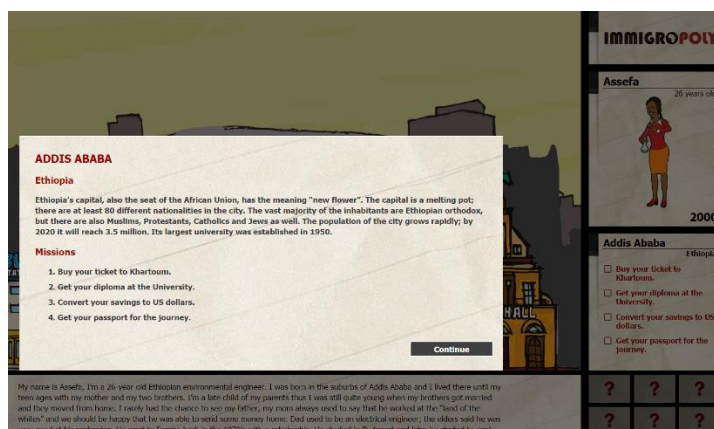 IMMIGROPOLY
Assefa
26 years old
2000
ADDIS ABABA
Ethiopia
Ethiopia's capital, also the seat of the African Union, has the meaning "new flower". The capital is a melting pot;
there are at least 80 different nationalities in the city. The vast majority of the inhabitants are Ethiopian orthodox,
but there are also Muslims, Protestants, Catholics and Jews as well. The population of the city grows rapidly; by
2020 it will reach 3.5 million. Its largest university was established in 1950.
Missions
1. Buy your ticket to Khartoum.
2. Get your diploma at the University.
3. Convert your savings to US dollars.
4. Get your passport for the journey.
Continue
HALL
Addis Ababa
Ethiopia
Buy your ticket to
Khartoum.
Get your diploma at the
University.
Convert your savings to US
dollars.
Get your passport for the
journey.
? ? ?
? ? ?
My name is Assefa, I'm a 26 year old Ethiopian environmental engineer. I was born in the suburbs of Addis Ababa and I lived there until my
teen ages with my mother and my two brothers. I'm a late child of my parents thus I was still quite young when my brothers got married
and they moved from home. I rarely had the chance to see my father, my mom always used to say that he worked at the "land of the
whites" and we should be happy that he was able to send some money home. Dad used to be an electrical engineer; the elders said he was